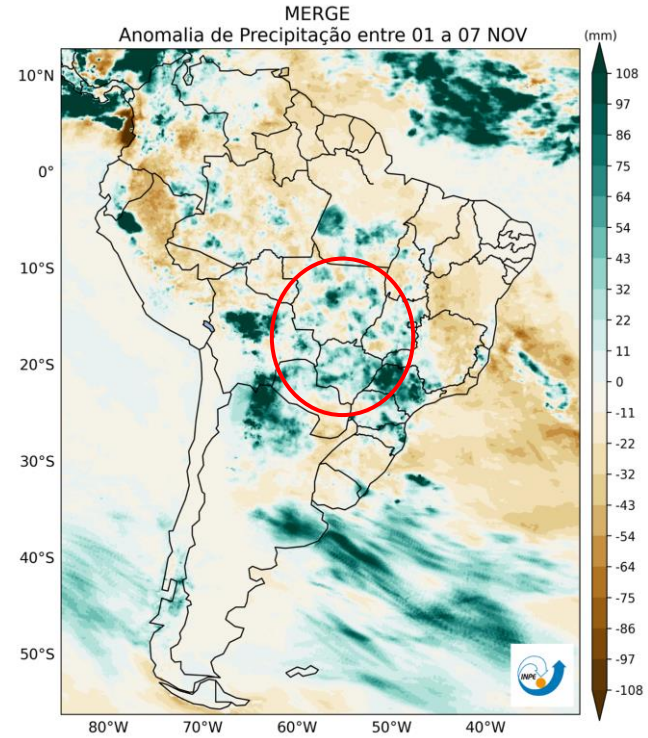 MERGE
Anomalia de Precipitação entre 01 a 07 NOV
(mm)
108
97
86
75
64
54
43
32
22
11
0
-11
-22
-32
-43
-54
-64
-75
-86
-97
-108
10°N
0°
10°S
20°S
30°S
40°S
50°S
80°W
70°W
60°W
50°W
40°W
INPE